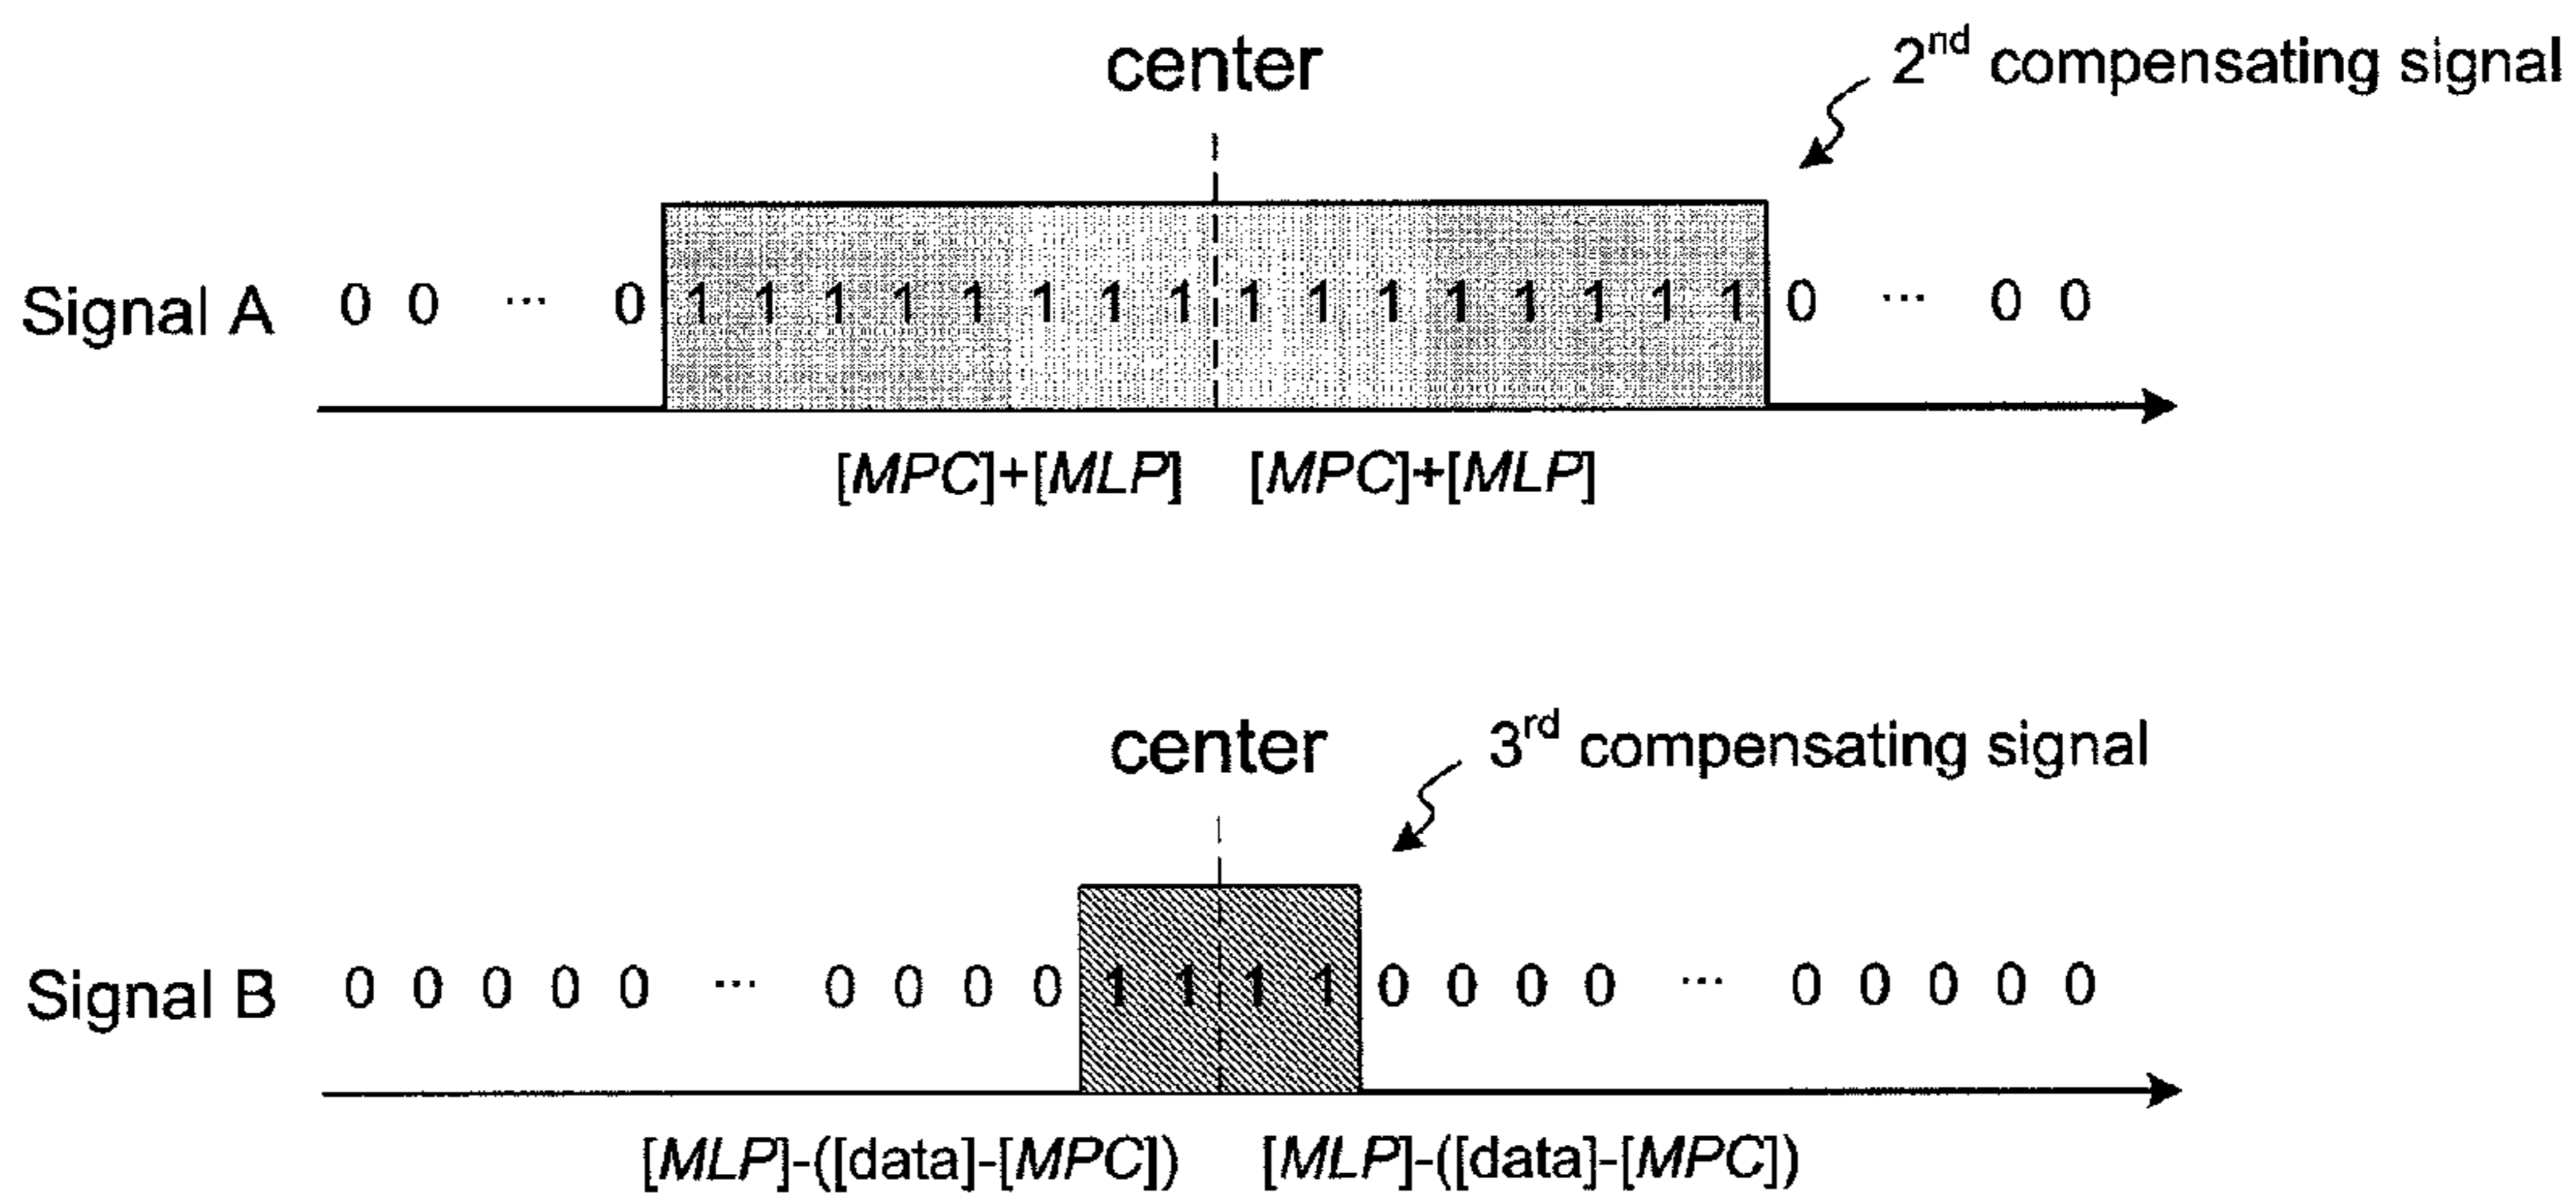 center
2nd compensating signal
Signal A 0 0 ... 0 1 1 1 1 1 1 1 1 1 1 1 1 1 1 1 1 0 ... 0 0
[MPC]+[MLP] [MPC]+[MLP]
center
3rd compensating signal
Signal B 0 0 0 0 0 ... 0 0 0 0 1 1 1 1 0 0 0 0 ... 0 0 0 0 0
[MLP]-([data]-[MPC]) [MLP]-([data]-[MPC])